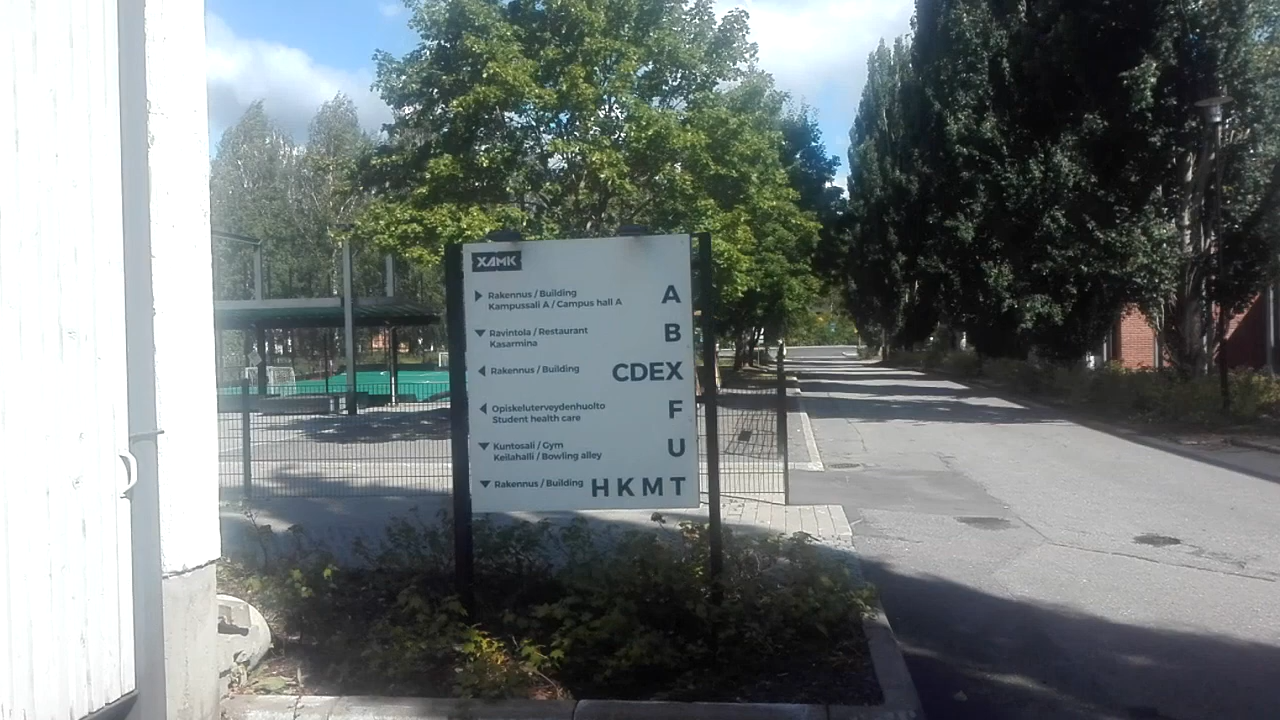 XAMK
Rakennus / Building
Kampussali A / Campus hall A
A
Ravintola / Restaurant
Kasarmina
B
Rakennus / Building
CDEX
Opiskeluterveydenhuolto
Student health care
F
Kuntosali / Gym
Keilahalli / Bowling alley
U
Rakennus / Building
H K M T